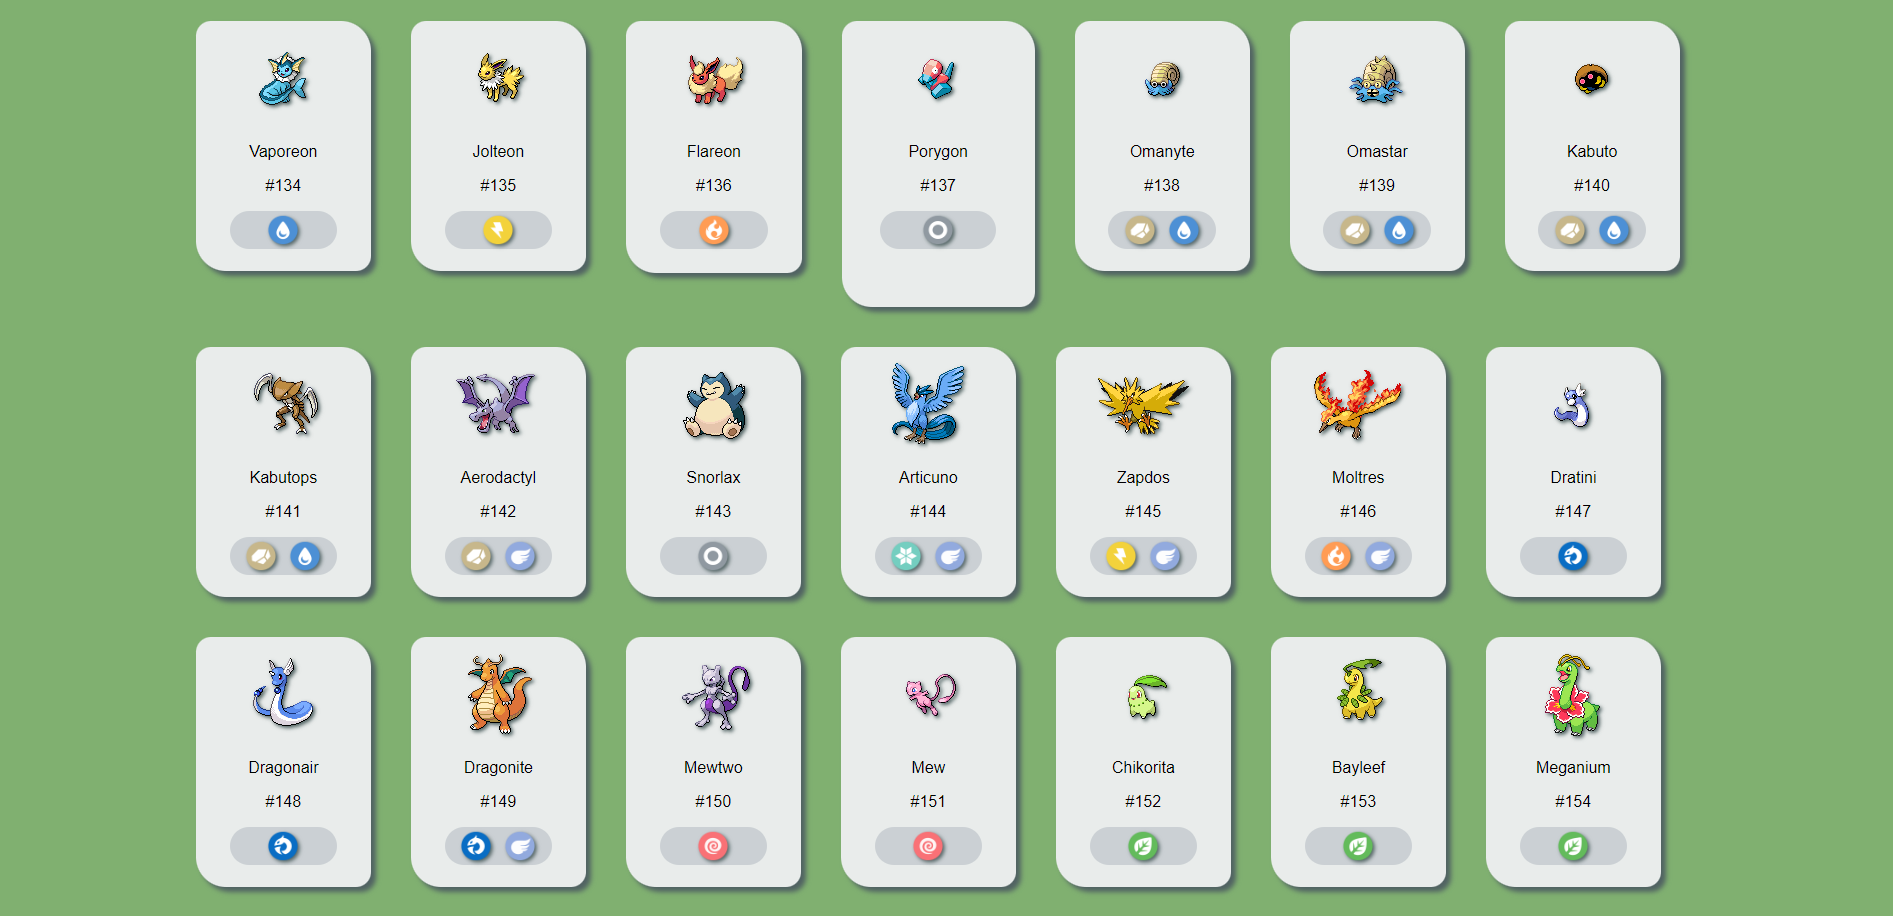 Vaporeon
#134
Jolteon
#135
Flareon
#136
Porygon
#137
Omanyte
#138
Omastar
#139
Kabuto
#140
Kabutops
#141
Aerodactyl
#142
Snorlax
#143
Articuno
#144
Zapdos
#145
Moltres
#146
Dratini
#147
Dragonair
#148
Dragonite
#149
Mewtwo
#150
Mew
#151
Chikorita
#152
Bayleef
#153
Meganium
#154